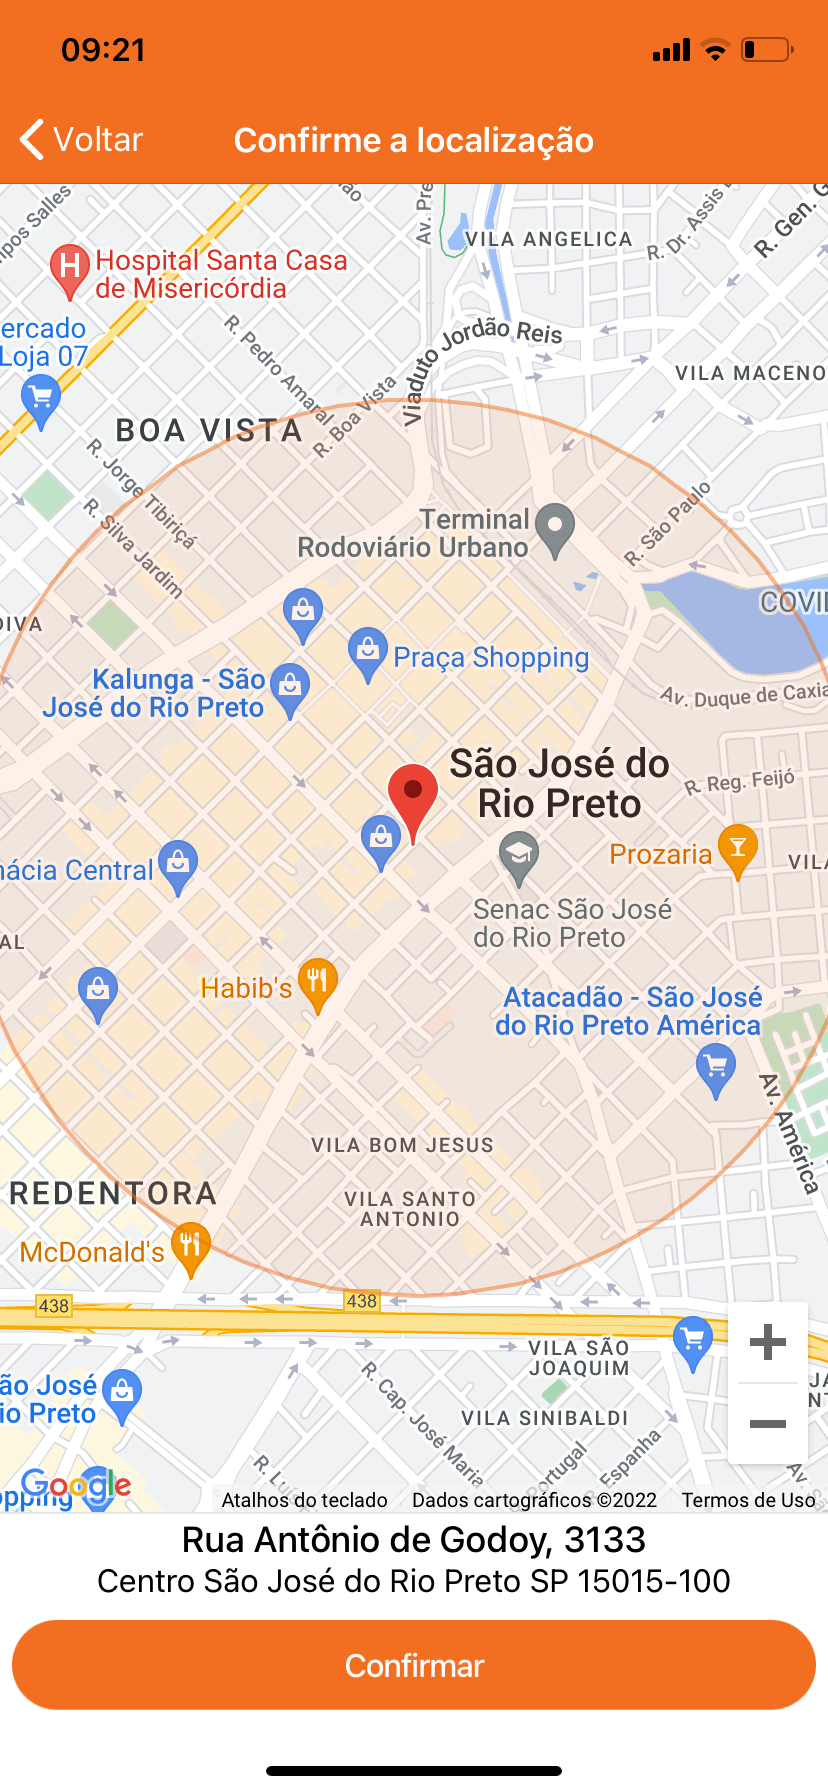 09:21
Voltar
Confirme a localização
Av. Pre
VILA ANGELICA
R. Dr. Assis
R. Gen. G
Hospital Santa Casa
de Misericórdia
ercado
Loja 07
R. Pedro Amaral
Viaduto Jordão Reis
R. Boa Vista
VILA MACENO
BOA VISTA
R. Jorge Tibiriçá
R. Silva Jardim
Terminal
Rodoviário Urbano
R. São Paulo
COVI
DIVA
Praça Shopping
Kalunga - São
José do Rio Preto
Av. Duque de Caxia
São José do
Rio Preto
R. Reg. Feijó
Prozaria
VILA
mácia Central
Senac São José
do Rio Preto
AL
Habib's
Atacadão - São José
do Rio Preto América
Av. América
VILA BOM JESUS
REDENTORA
VILA SANTO
ANTONIO
McDonald's
438
438
VILA SÃO
JOAQUIM
ão José
io Preto
R. Cap. José Maria
VILA SINIBALDI
Portugal
R. Espanha
opping
Google
Atalhos do teclado
Dados cartográficos ©2022
Termos de Uso
Rua Antônio de Godoy, 3133
Centro São José do Rio Preto SP 15015-100
Confirmar